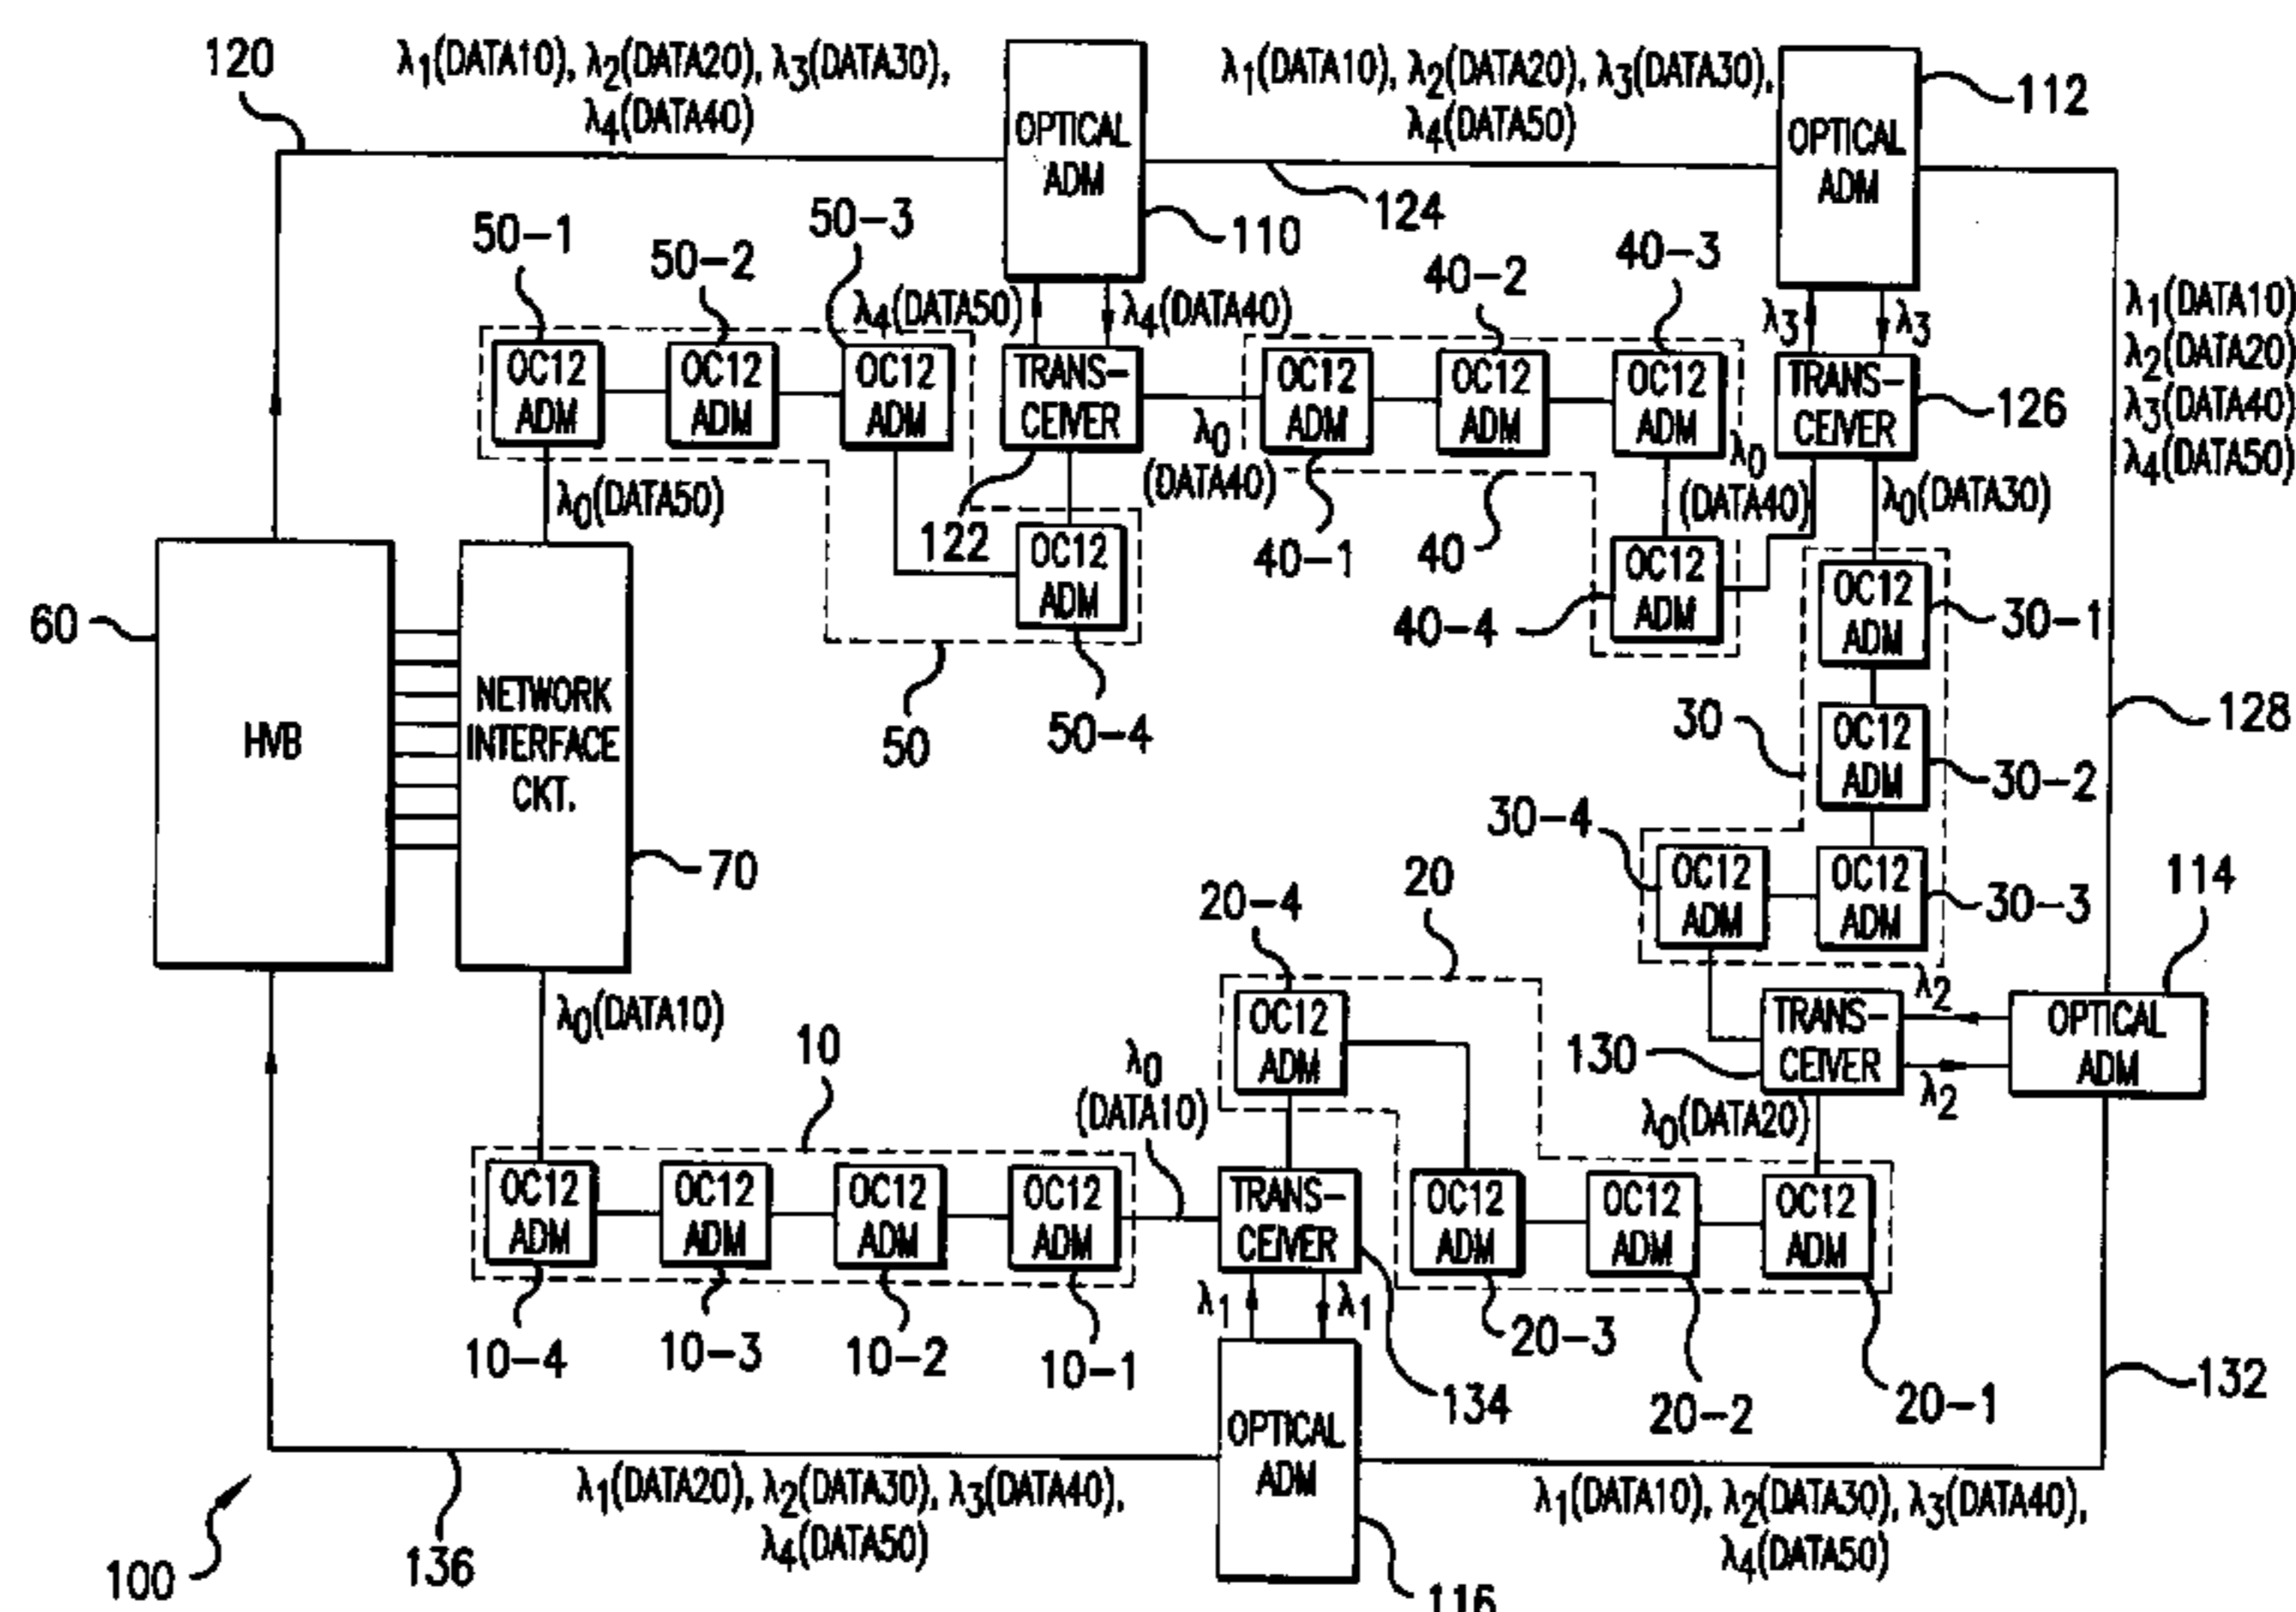 120
λ1(DATA10), λ2(DATA20), λ3(DATA30),
λ4(DATA40)
OPTICAL
ADM
110
λ1(DATA10), λ2(DATA20), λ3(DATA30),
λ4(DATA50)
124
OPTICAL
ADM
112
50-1
50-2
50-3
λ4(DATA50)
λ4(DATA40)
40-2
40-3
λ3
λ3
λ1(DATA10)
λ2(DATA20)
λ3(DATA40)
λ4(DATA50)
OC12
ADM
OC12
ADM
OC12
ADM
TRANS-
CEIVER
122
λ0
(DATA40)
OC12
ADM
OC12
ADM
OC12
ADM
λ0
(DATA40)
TRANS-
CEIVER
126
λ0(DATA50)
λ0(DATA30)
OC12
ADM
50
50-4
40-1
40
OC12
ADM
40-4
OC12
ADM
30-1
60
HVB
NETWORK
INTERFACE
CKT.
70
30
OC12
ADM
30-2
128
30-4
OC12
ADM
OC12
ADM
30-3
114
20-4
20
OC12
ADM
130
TRANS-
CEIVER
λ2
λ2
OPTICAL
ADM
λ0(DATA10)
10
λ0
(DATA10)
λ0(DATA20)
OC12
ADM
OC12
ADM
OC12
ADM
OC12
ADM
TRANS-
CEIVER
OC12
ADM
OC12
ADM
OC12
ADM
10-4
10-3
10-2
10-1
λ1
λ1
134
20-3
20-2
20-1
132
OPTICAL
ADM
116
λ1(DATA20), λ2(DATA30), λ3(DATA40),
λ4(DATA50)
λ1(DATA10), λ2(DATA30), λ3(DATA40),
λ4(DATA50)
100
136